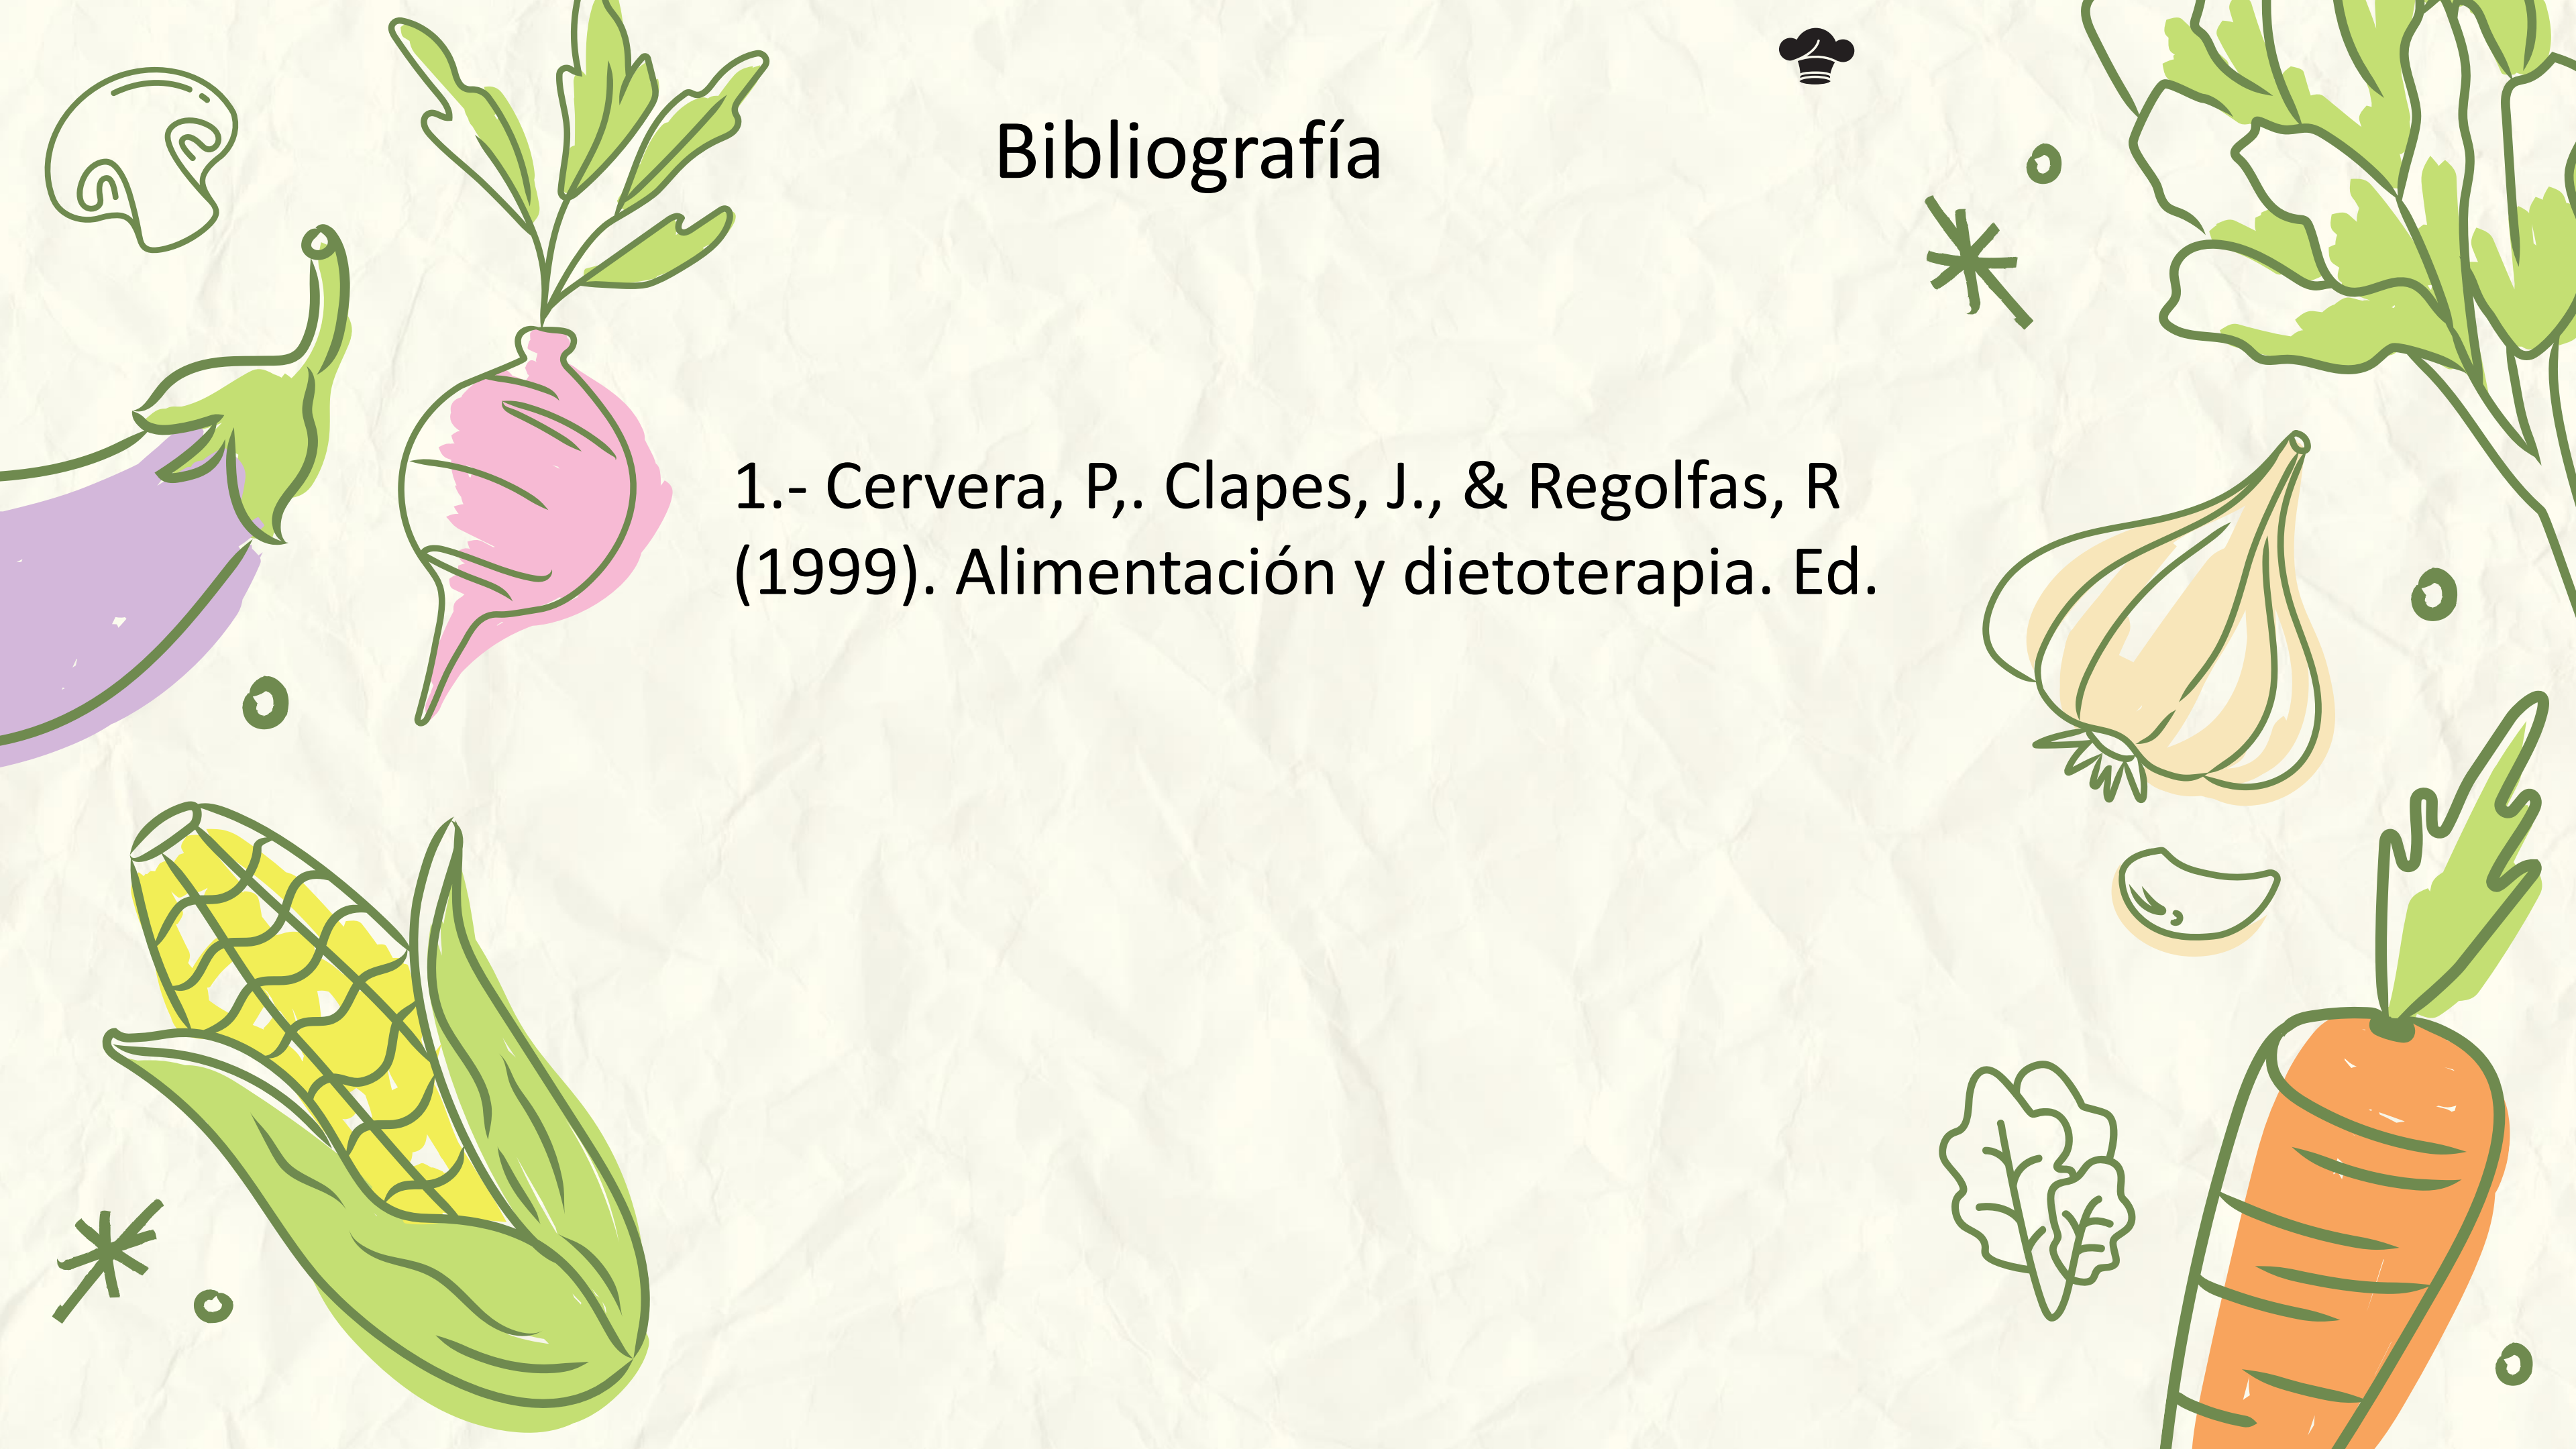 Bibliografía
1.- Cervera, P,. Clapes, J., & Regolfas, R
(1999). Alimentación y dietoterapia. Ed.